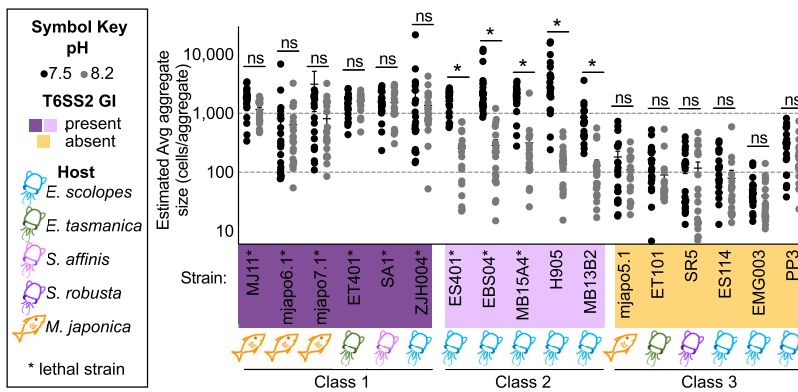 Symbol Key
pH
7.5 8.2
T6SS2 GI
present
absent
Host
E. scolopes
E. tasmanica
S. affinis
S. robusta
M. japonica
* lethal strain
Estimated Avg aggregate
size (cells/aggregate)
10,000
1,000
100
10
ns ns ns ns ns ns * * * * * ns ns ns ns ns ns
Strain: MJ11* mjapo6.1* mjapo7.1* ET401* SA1* ZJH004* ES401* EBS04* MB15A4* H905 MB13B2 mjapo5.1 ET101 SR5 ES114 EMG003 PP3
Class 1 Class 2 Class 3